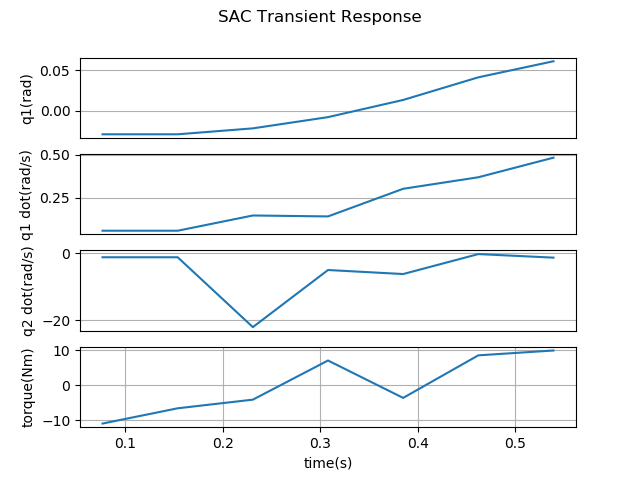 SAC Transient Response
q1(rad)
0.05
0.00
q1 dot(rad/s)
0.50
0.25
q2 dot(rad/s)
0
−20
torque(Nm)
10
0
−10
0.1 0.2 0.3 0.4 0.5
time(s)